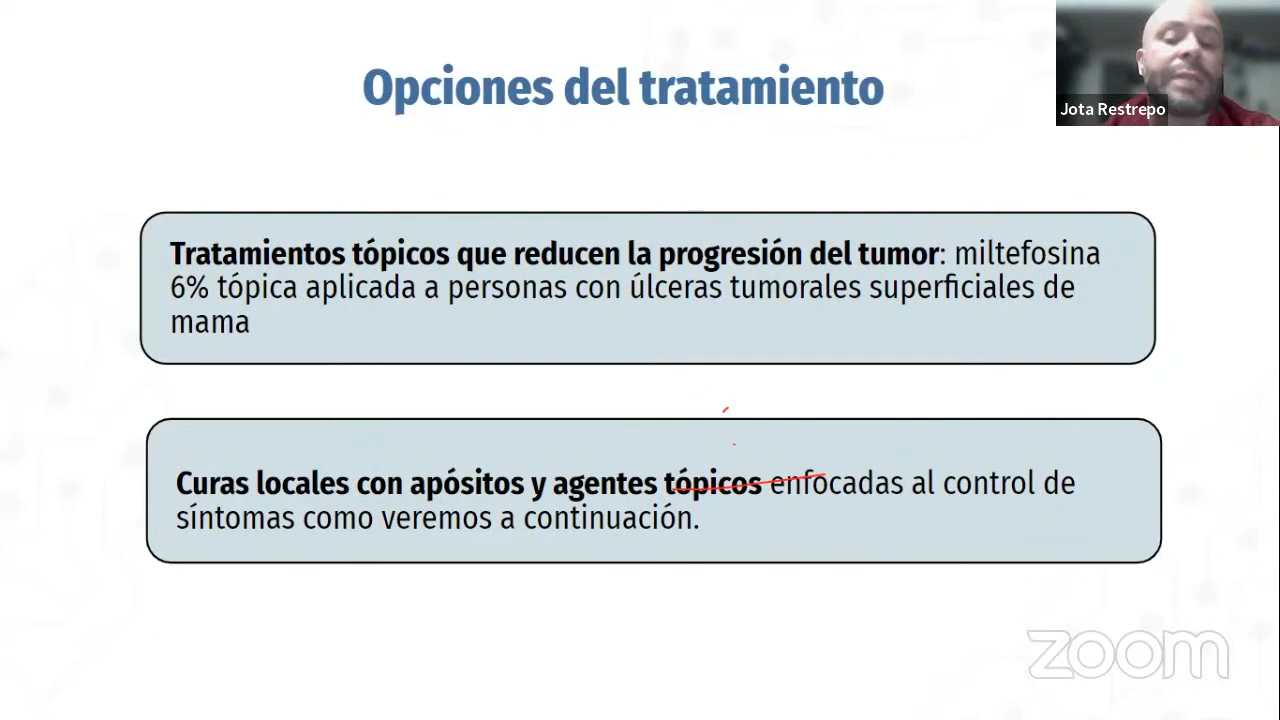 Opciones del tratamiento
Jota Restrepo
Tratamientos tópicos que reducen la progresión del tumor: miltefosina
6% tópica aplicada a personas con úlceras tumorales superficiales de
mama
Curas locales con apósitos y agentes tópicos enfocadas al control de
síntomas como veremos a continuación.
zoom